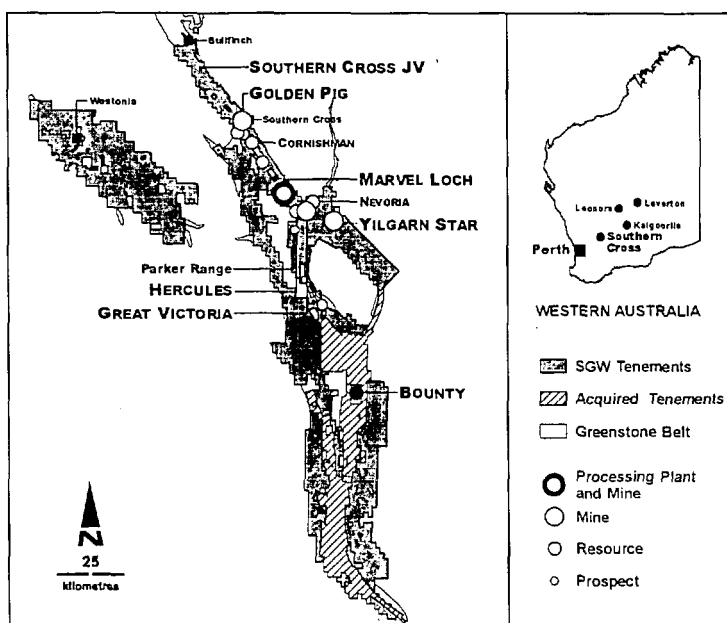 Bullfinch
SOUTHERN CROSS JV
GOLDEN PIG
Westonia
Southern Cross
CORNISHMAN
MARVEL LOCH
NEVORIA
YILGARN STAR
Parker Range
HERCULES
GREAT VICTORIA
BOUNTY
N
25
kilometres
Leonora
Laverton
Kalgoorlie
Southern
Cross
Perth
WESTERN AUSTRALIA
SGW Tenements
Acquired Tenements
Greenstone Belt
Processing Plant
and Mine
Mine
Resource
Prospect